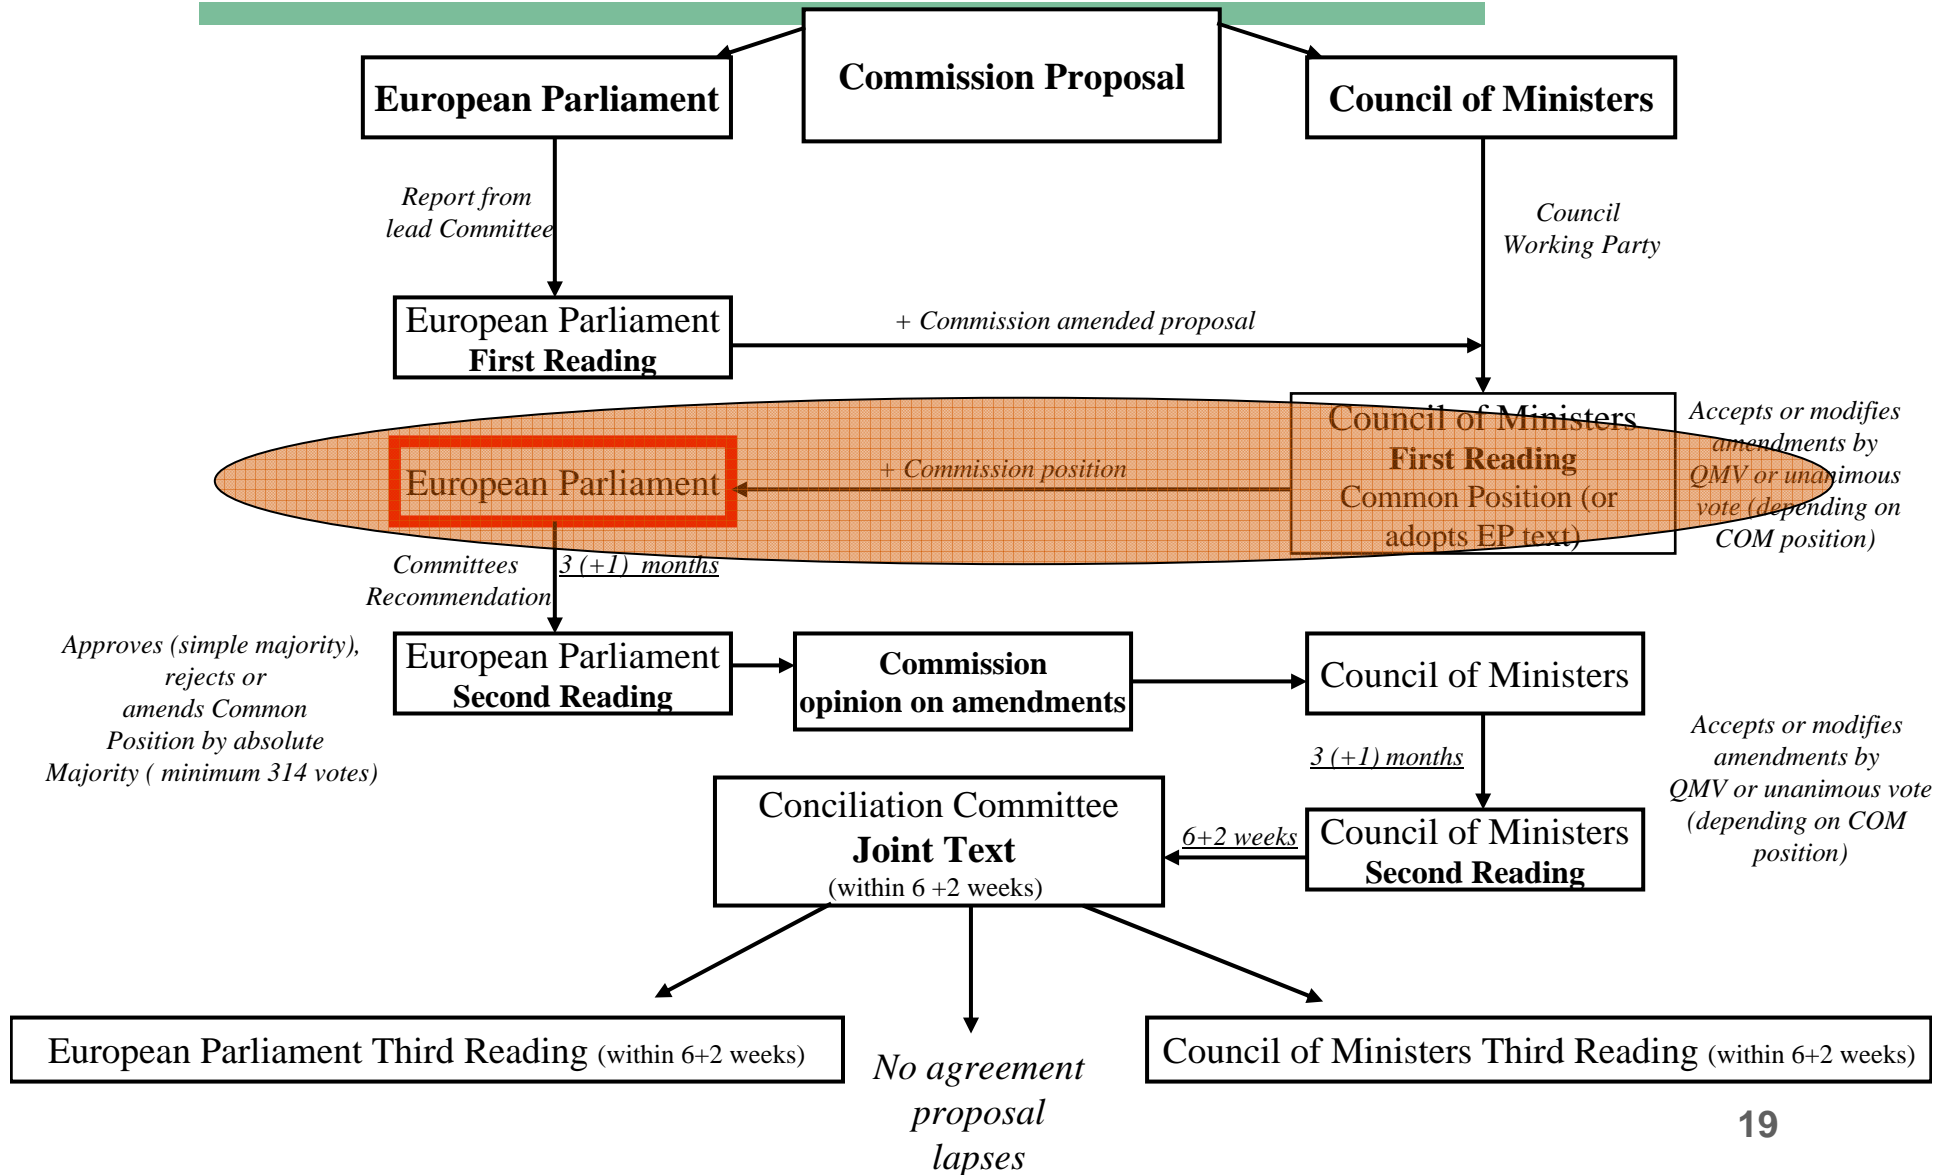 Commission Proposal
European Parliament
Council of Ministers
Report from
lead Committee
Council
Working Party
European Parliament
First Reading
+ Commission amended proposal
Council of Ministers
First Reading
Common Position (or
adopts EP text)
Accepts or modifies
amendments by
QMV or unanimous
vote (depending on
COM position)
+ Commission position
European Parliament
Committees
Recommendation
3 (+1)  months
Approves (simple majority),
rejects or
amends Common
Position by absolute
Majority ( minimum 314 votes)
European Parliament
Second Reading
Commission
opinion on amendments
Council of Ministers
3 (+1) months
Accepts or modifies
amendments by
QMV or unanimous vote
(depending on COM
position)
Council of Ministers
Second Reading
6+2 weeks
Conciliation Committee
Joint Text
(within 6 +2 weeks)
European Parliament Third Reading (within 6+2 weeks)
No agreement
proposal
lapses
Council of Ministers Third Reading (within 6+2 weeks)
19